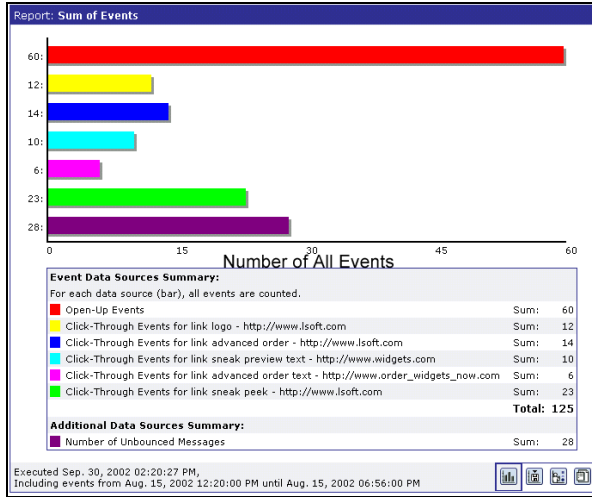 Report: Sum of Events
60:
12:
14:
10:
6:
23:
28:
0 15 30 45 60
Number of All Events
Event Data Sources Summary:
For each data source (bar), all events are counted.
Open-Up Events Sum: 60
Click-Through Events for link logo - http://www.lsoft.com Sum: 12
Click-Through Events for link advanced order - http://www.lsoft.com Sum: 14
Click-Through Events for link sneak preview text - http://www.widgets.com Sum: 10
Click-Through Events for link advanced order text - http://www.order_widgets_now.com Sum: 6
Click-Through Events for link sneak peek - http://www.lsoft.com Sum: 23
Total: 125
Additional Data Sources Summary:
Number of Unbounced Messages Sum: 28
Executed Sep. 30, 2002 02:20:27 PM,
Including events from Aug. 15, 2002 12:20:00 PM until Aug. 15, 2002 06:56:00 PM